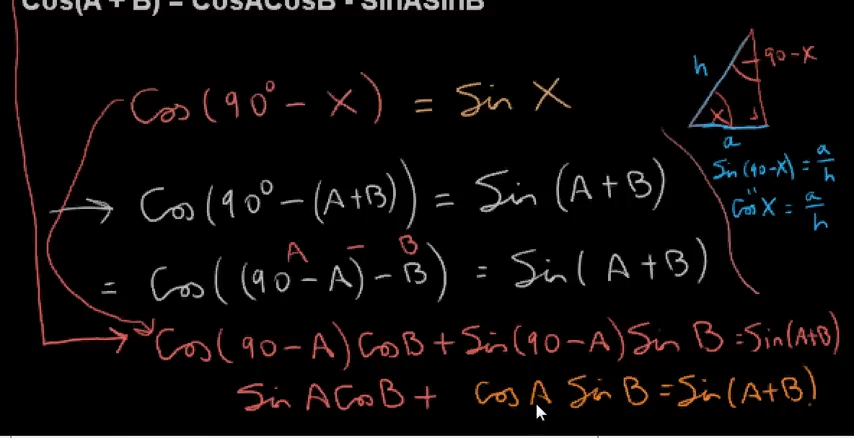 Cos(A + B) = CosACosB - SinASinB
Cos(90° - X) = Sin X
→ Cos(90° - (A+B)) = Sin(A+B)
A - B
= Cos((90-A) - B) = Sin(A+B)
Cos(90-A)CosB + Sin(90-A)Sin B = Sin(A+B)
Sin A CosB + Cos A Sin B = Sin(A+B)
h
90-X
X
a
Sin(90-X) = a/h
"
Cos X = a/h